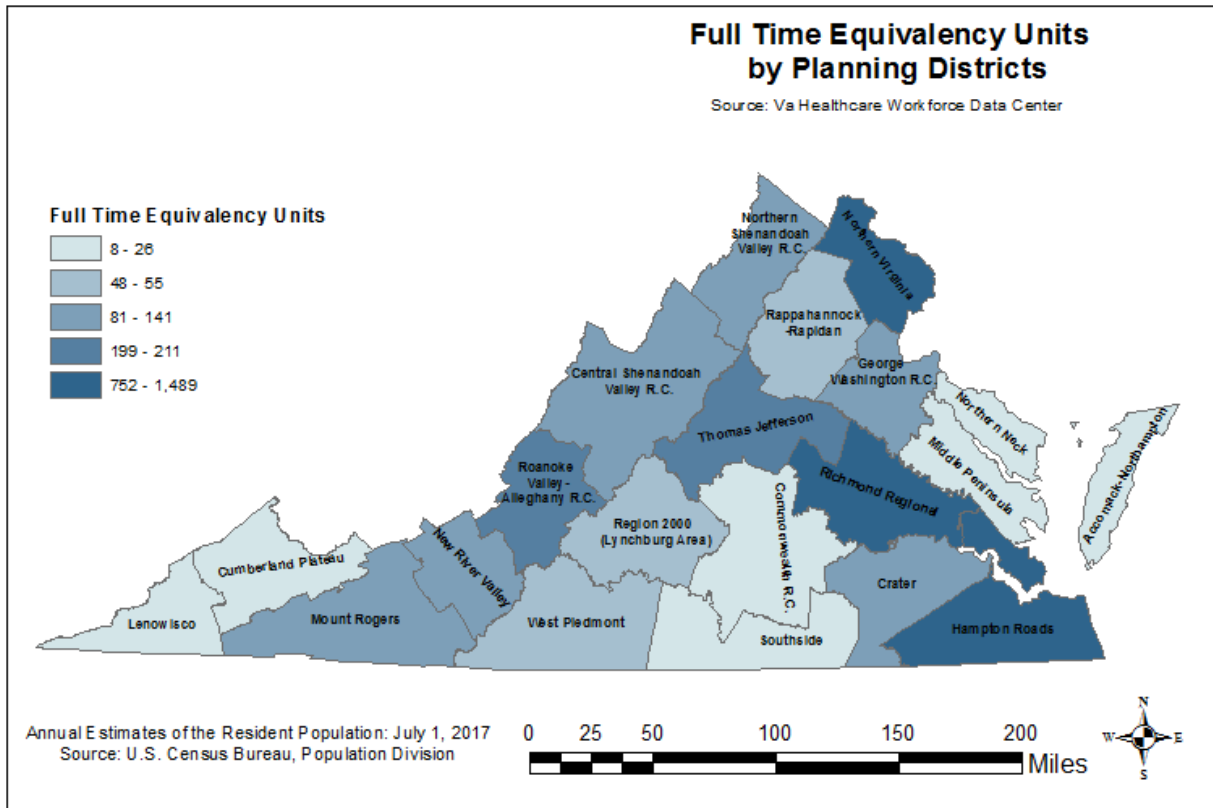 Full Time Equivalency Units
by Planning Districts
Source: Va Healthcare Workforce Data Center
Full Time Equivalency Units
8 - 26
48 - 55
81 - 141
199 - 211
752 - 1,489
Northern
Shenandoah
Valley R.C.
Northern Virginia
Rappahannock
-Rapidan
George
Washington R.C.
Central Shenandoah
Valley R.C.
Northern Neck
Thomas Jefferson
Middle Peninsula
Accomack-Northampton
Roanoke
Valley -
Alleghany R.C.
Richmond Regional
Commonwealth R.C.
Region 2000
(Lynchburg Area)
New River Valley
Cumberland Plateau
Crater
Lenowisco
Mount Rogers
West Piedmont
Southside
Hampton Roads
Annual Estimates of the Resident Population: July 1, 2017
Source: U.S. Census Bureau, Population Division
0 25 50 100 150 200
Miles
N
W E
S